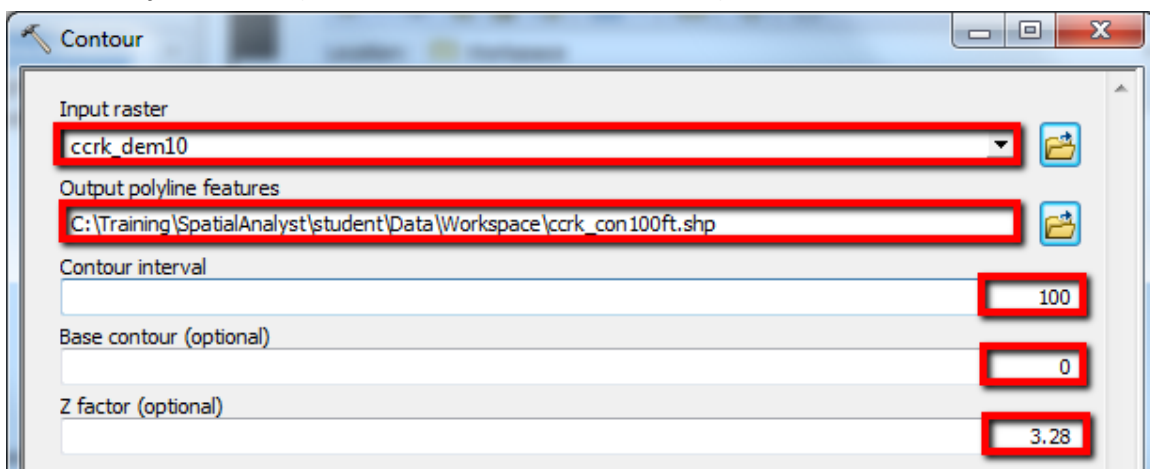 Contour
Input raster
ccrk_dem10
Output polyline features
C:\Training\SpatialAnalyst\student\Data\Workspace\ccrk_con100ft.shp
Contour interval
100
Base contour (optional)
0
Z factor (optional)
3.28